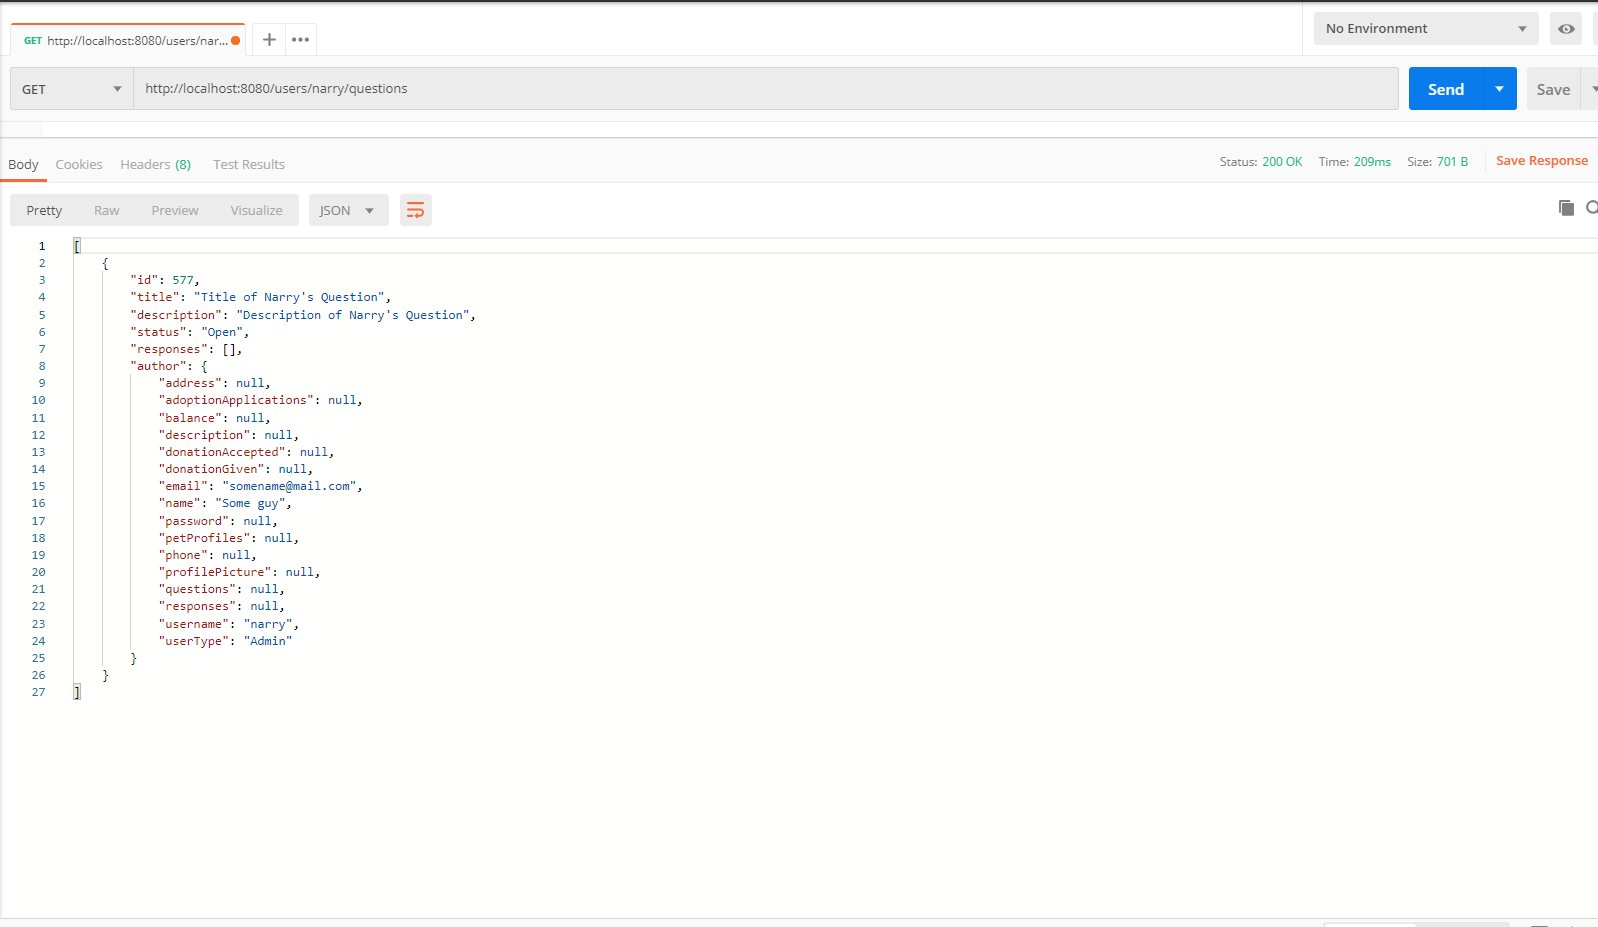 GET http://localhost:8080/users/nar... + ••• No Environment
GET http://localhost:8080/users/narry/questions Send Save
Body Cookies Headers (8) Test Results Status: 200 OK Time: 209ms Size: 701 B Save Response
Pretty Raw Preview Visualize JSON
1 [
2 {
3 "id": 577,
4 "title": "Title of Narry's Question",
5 "description": "Description of Narry's Question",
6 "status": "Open",
7 "responses": [],
8 "author": {
9 "address": null,
10 "adoptionApplications": null,
11 "balance": null,
12 "description": null,
13 "donationAccepted": null,
14 "donationGiven": null,
15 "email": "somename@mail.com",
16 "name": "Some guy",
17 "password": null,
18 "petProfiles": null,
19 "phone": null,
20 "profilePicture": null,
21 "questions": null,
22 "responses": null,
23 "username": "narry",
24 "userType": "Admin"
25 }
26 }
27 ]